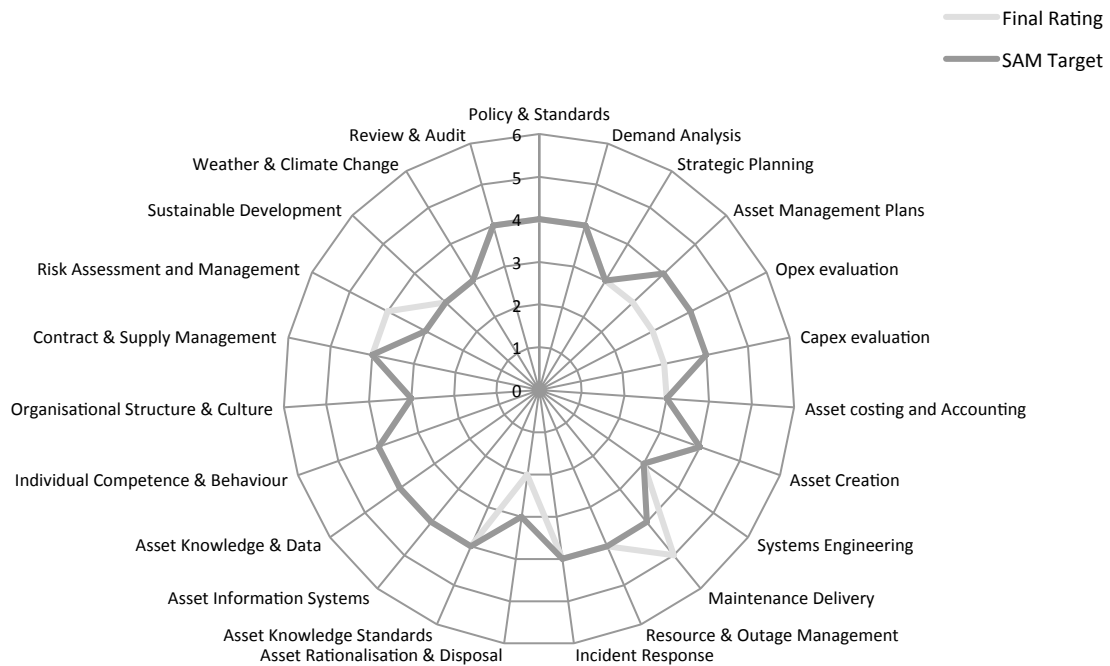 Final Rating
SAM Target
Policy & Standards
Demand Analysis
Strategic Planning
Asset Management Plans
Opex evaluation
Capex evaluation
Asset costing and Accounting
Asset Creation
Systems Engineering
Maintenance Delivery
Resource & Outage Management
Incident Response
Asset Rationalisation & Disposal
Asset Knowledge Standards
Asset Information Systems
Asset Knowledge & Data
Individual Competence & Behaviour
Organisational Structure & Culture
Contract & Supply Management
Risk Assessment and Management
Sustainable Development
Weather & Climate Change
Review & Audit
6
5
4
3
2
1
0